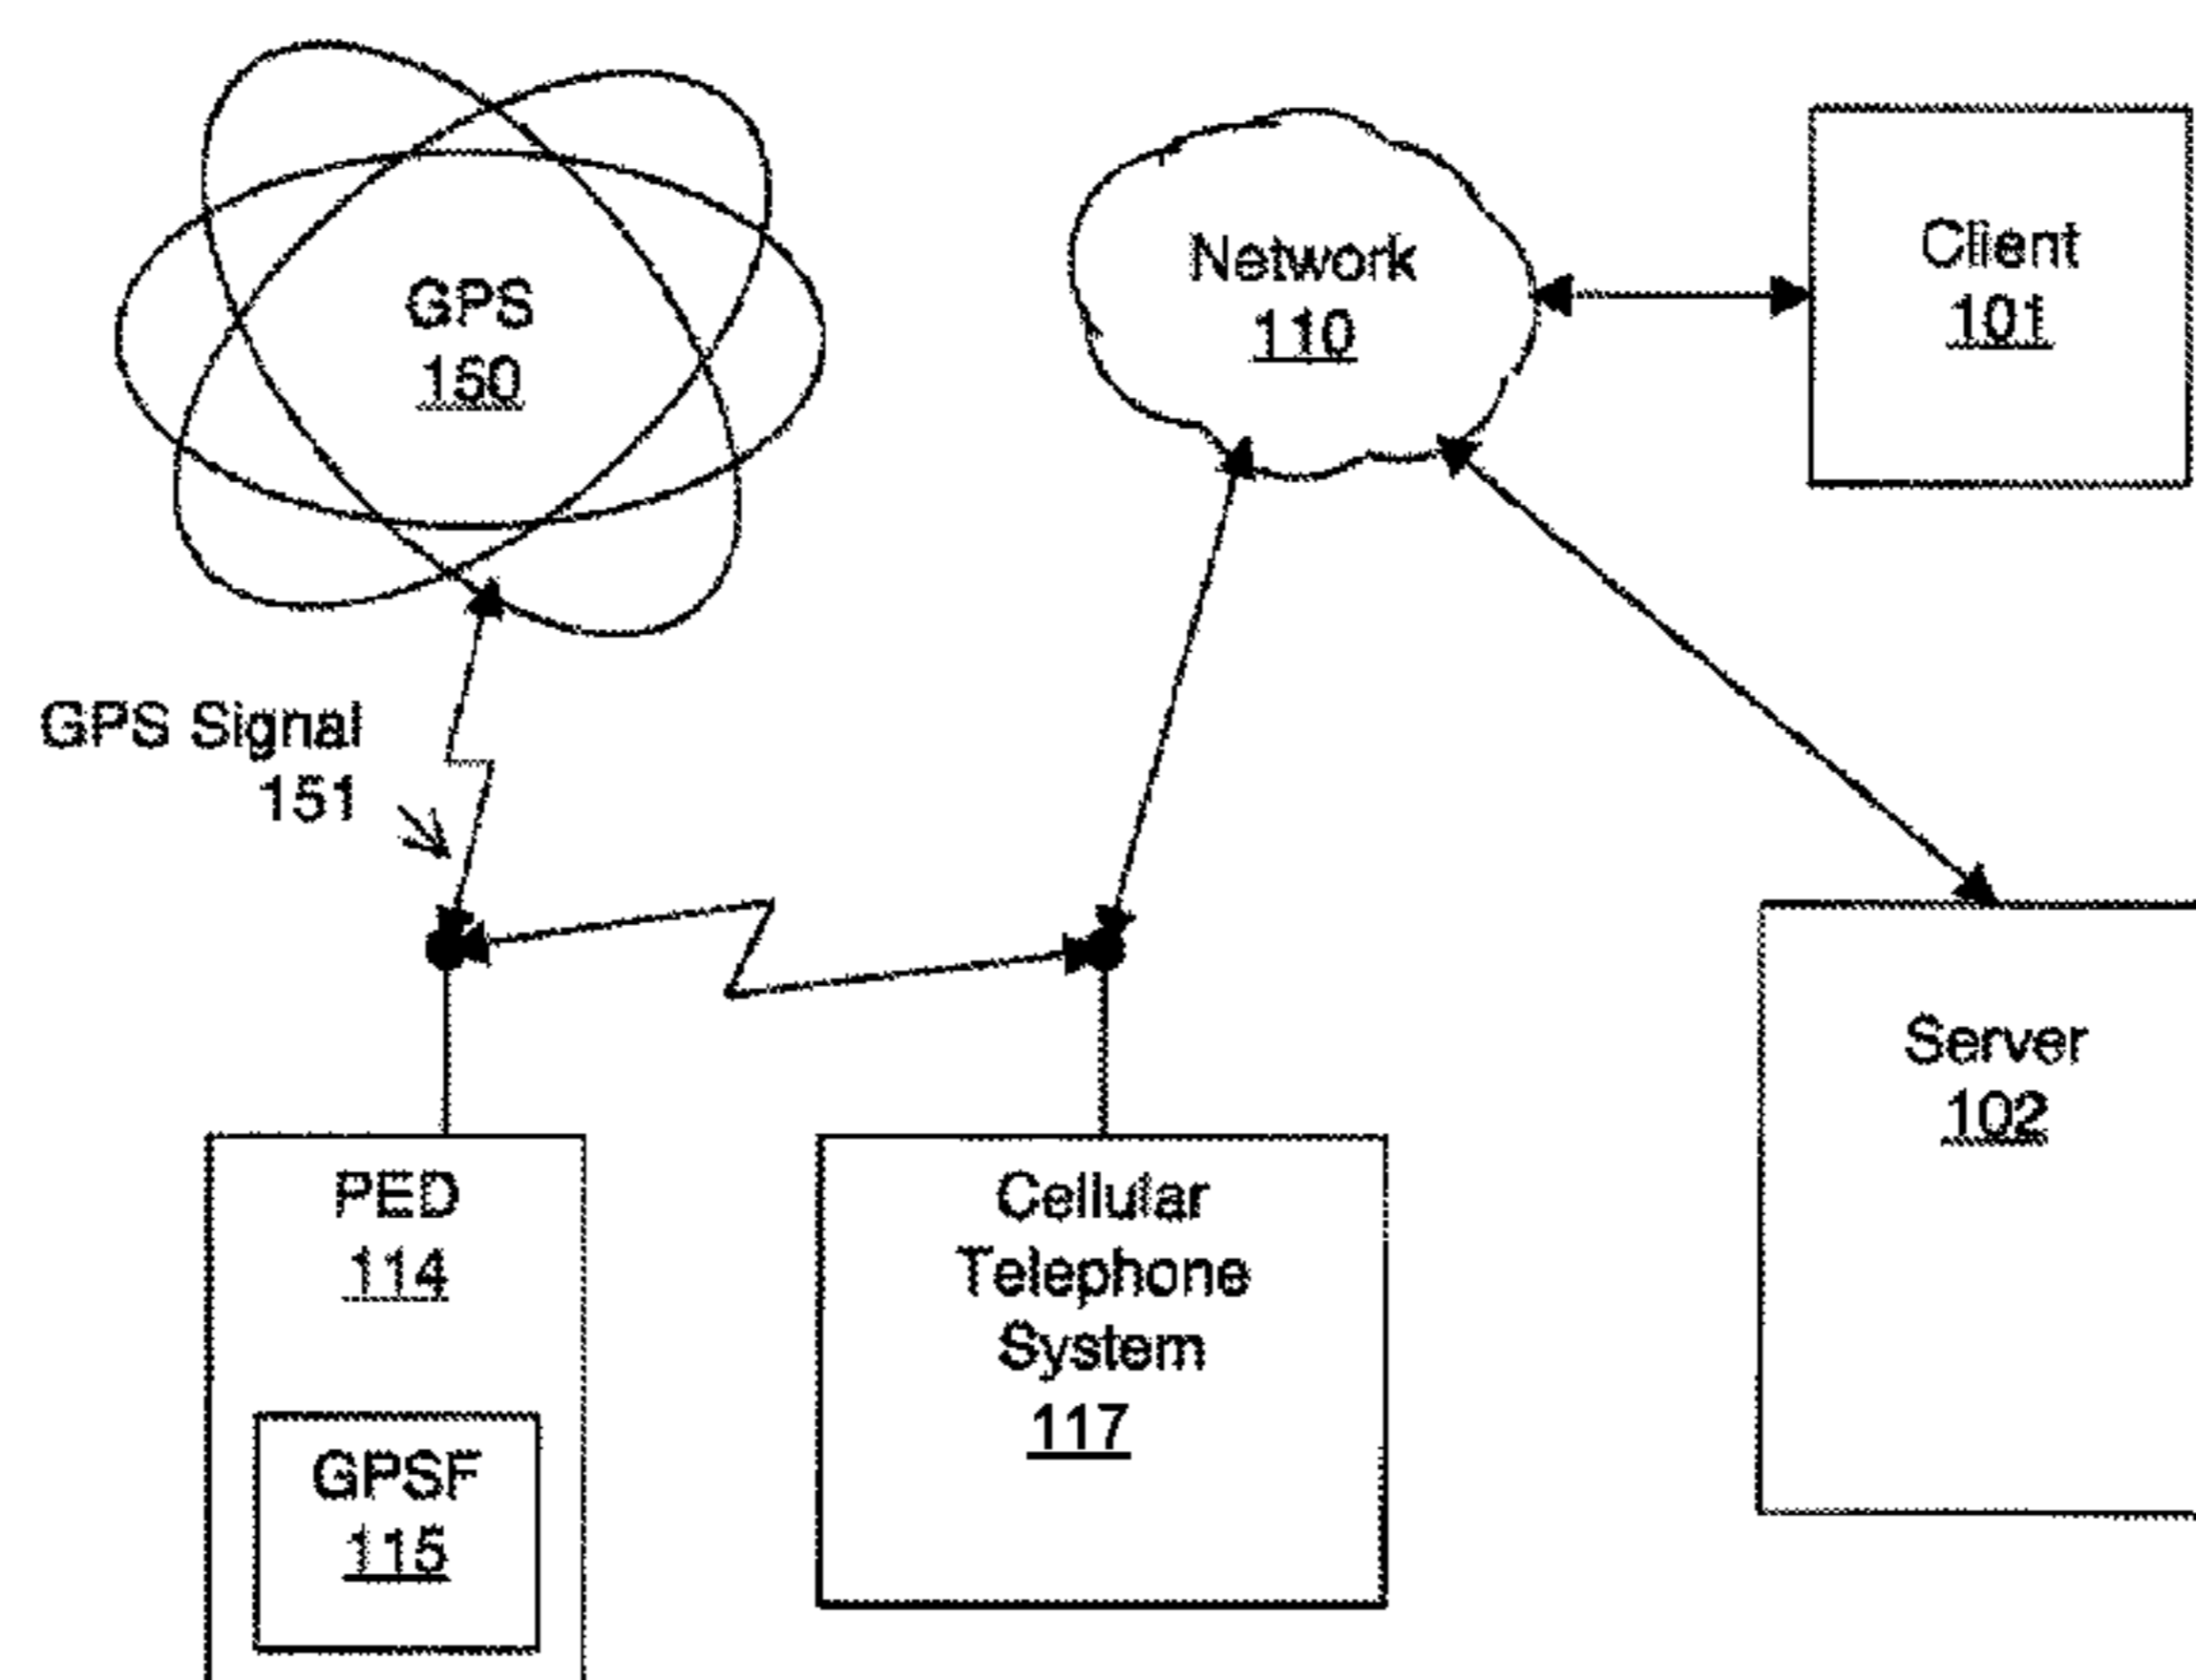 GPS
150
Network
110
Client
101
GPS Signal
151
Server
102
PED
114
Cellular
Telephone
System
117
GPSF
115